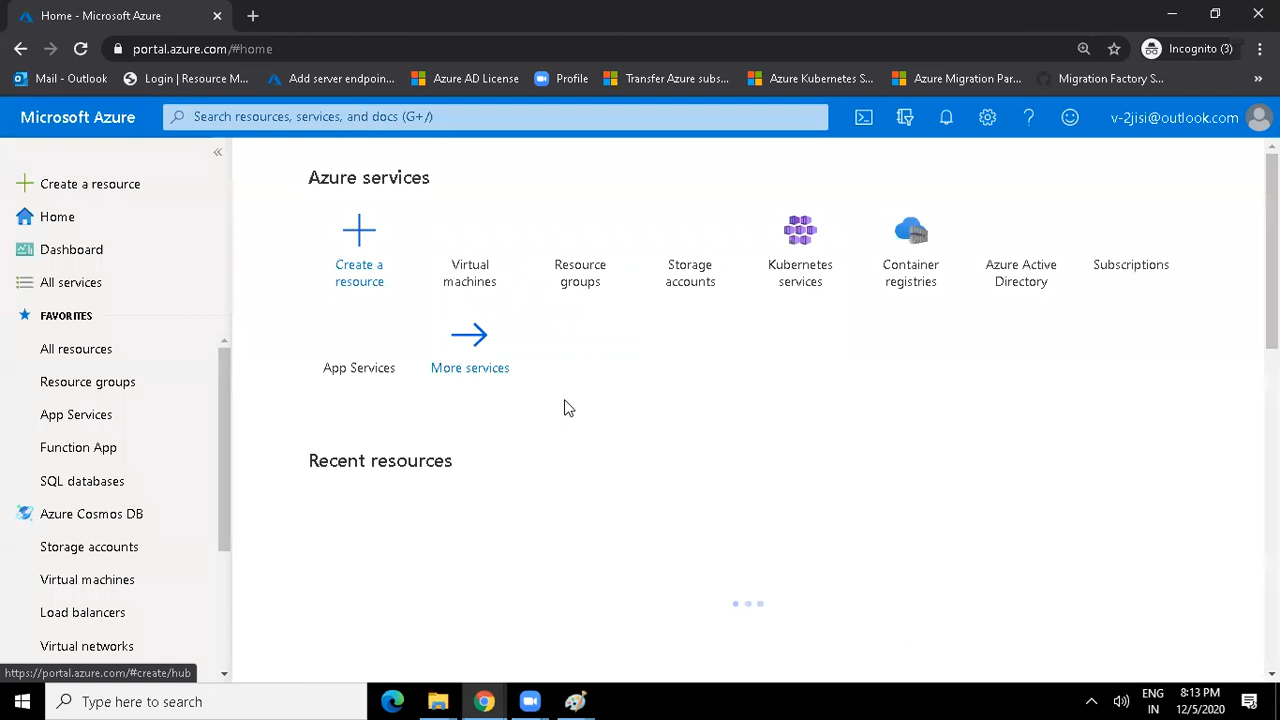 Home - Microsoft Azure
portal.azure.com/#home
Incognito (3)
Mail - Outlook
Login | Resource M...
Add server endpoin...
Azure AD License
Profile
Transfer Azure subs...
Azure Kubernetes S...
Azure Migration Par...
Migration Factory S...
»
Microsoft Azure
Search resources, services, and docs (G+/)
v-2jisi@outlook.com
«
Create a resource
Home
Dashboard
All services
FAVORITES
All resources
Resource groups
App Services
Function App
SQL databases
Azure Cosmos DB
Storage accounts
Virtual machines
Load balancers
Virtual networks
https://portal.azure.com/#create/hub
Azure services
Create a
resource
Virtual
machines
Resource
groups
Storage
accounts
Kubernetes
services
Container
registries
Azure Active
Directory
Subscriptions
App Services
More services
Recent resources
Type here to search
ENG
IN
8:13 PM
12/5/2020